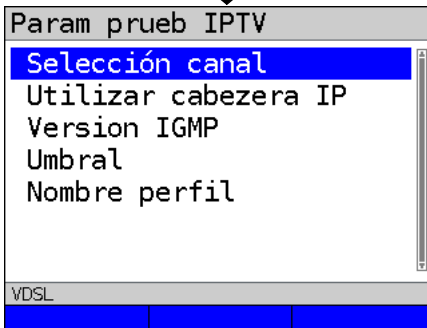 Param prueb IPTV
Selección canal
Utilizar cabezera IP
Version IGMP
Umbral
Nombre perfil
VDSL